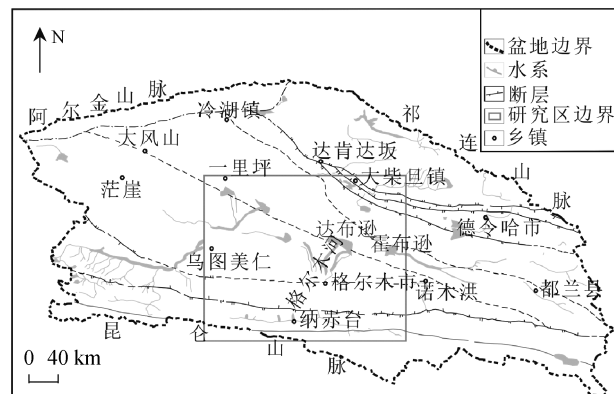 N
盆地边界
水系
断层
研究区边界
乡镇
阿尔金山脉
祁连山脉
冷湖镇
大风山
茫崖
一里坪
达肯达坂
大柴旦镇
德令哈市
达布逊
霍布逊
乌图美仁
格尔木河
格尔木市
诺木洪
都兰县
纳赤台
昆仑山脉
0 40 km